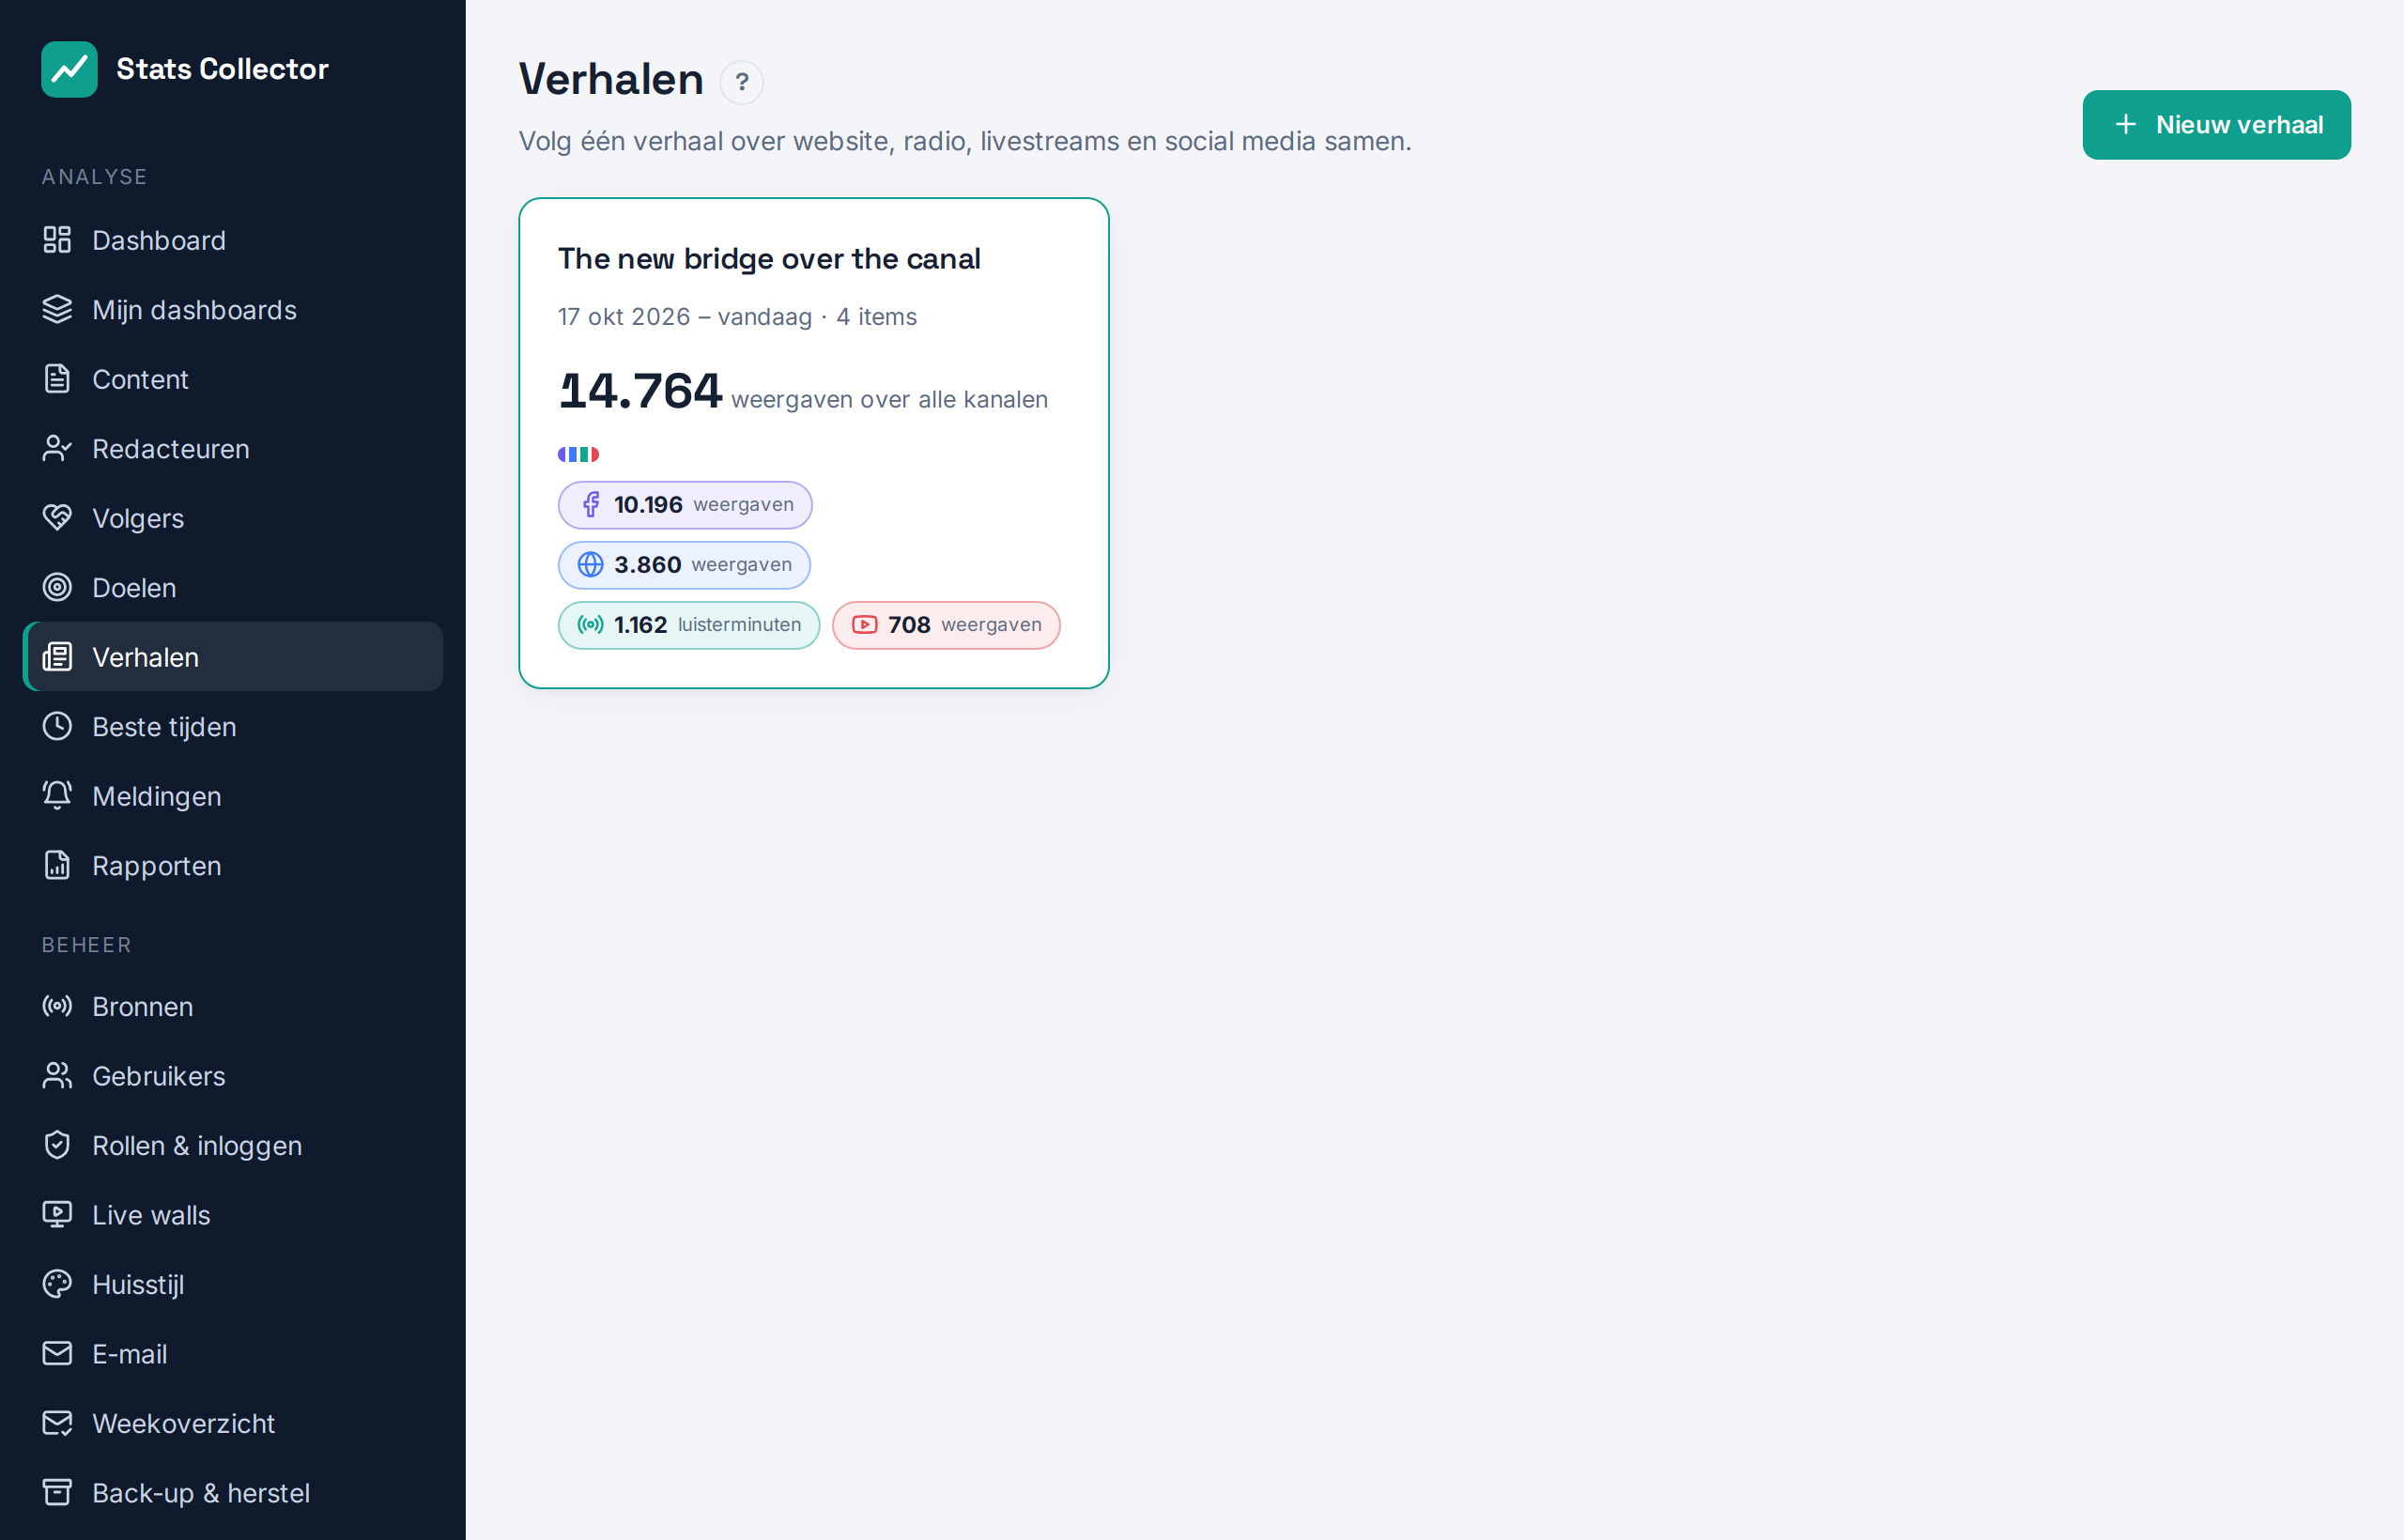 Stats Collector
ANALYSE
Dashboard
Mijn dashboards
Content
Redacteuren
Volgers
Doelen
Verhalen
Beste tijden
Meldingen
Rapporten
BEHEER
Bronnen
Gebruikers
Rollen & inloggen
Live walls
Huisstijl
E-mail
Weekoverzicht
Back-up & herstel
Verhalen ?
Volg één verhaal over website, radio, livestreams en social media samen.
+ Nieuw verhaal
The new bridge over the canal
17 okt 2026 – vandaag · 4 items
14.764 weergaven over alle kanalen
10.196 weergaven
3.860 weergaven
1.162 luisterminuten 708 weergaven